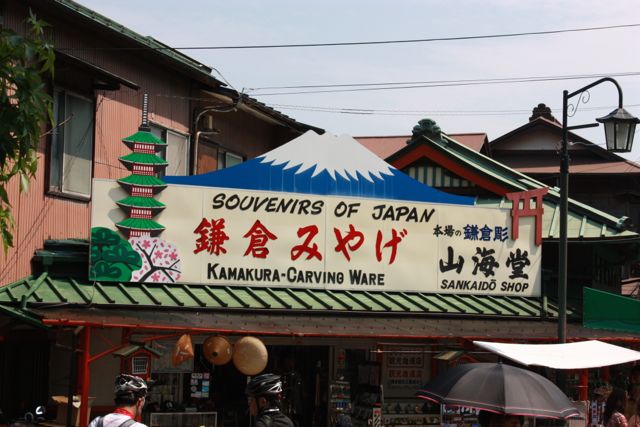 SOUVENIRS OF JAPAN
鎌倉みやげ
KAMAKURA-CARVING WARE
本場の鎌倉彫
山海堂
SANKAIDŌ SHOP